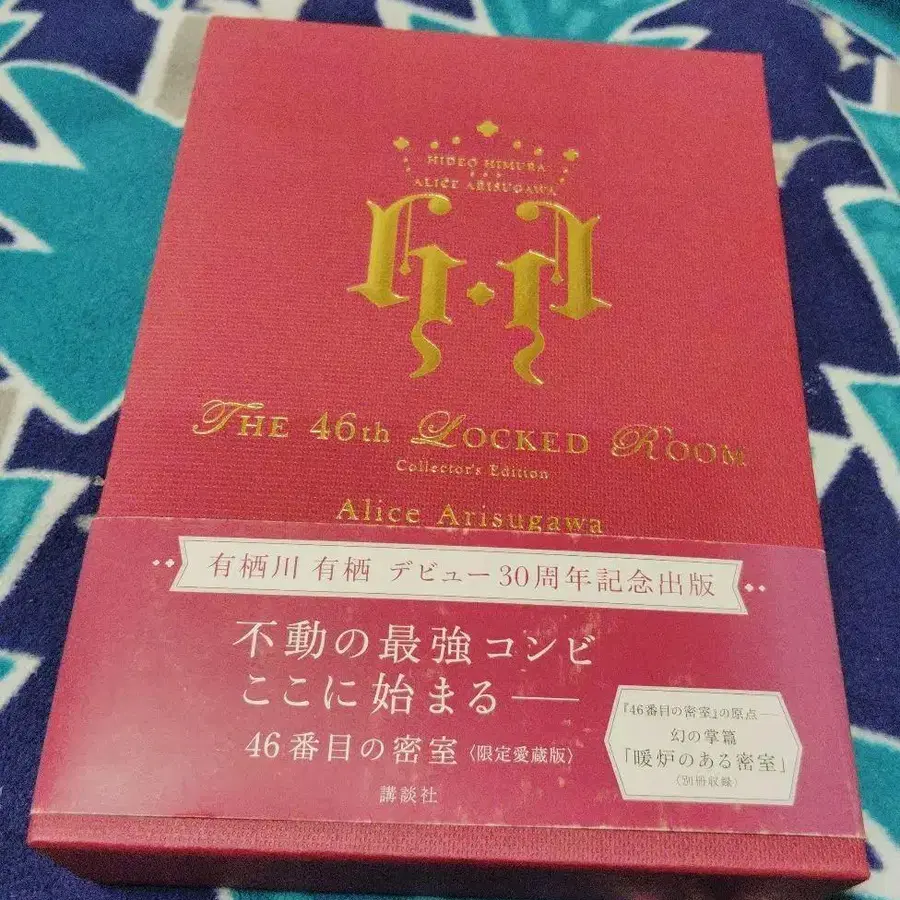 HIDEO HIMURA
ALICE ARISUGAWA
H·A
THE 46th LOCKED ROOM
Collector's Edition
Alice Arisugawa
有栖川 有栖 デビュー30周年記念出版
不動の最強コンビ
ここに始まる——
46番目の密室〈限定愛蔵版〉
講談社
『46番目の密室』の原点——
幻の掌篇
「暖炉のある密室」
(別冊収録)